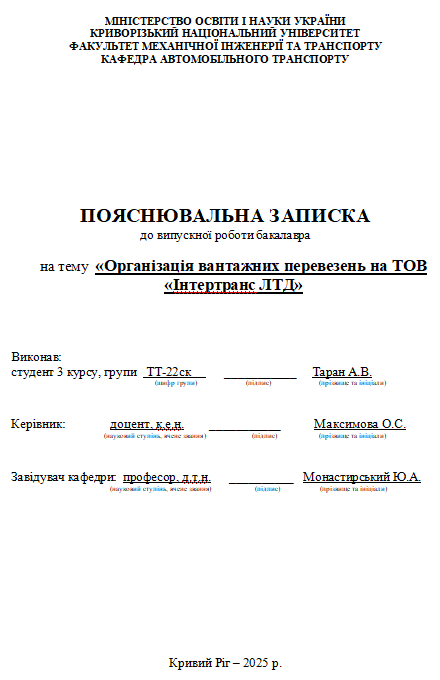 МІНІСТЕРСТВО ОСВІТИ І НАУКИ УКРАЇНИ
КРИВОРІЗЬКИЙ НАЦІОНАЛЬНИЙ УНІВЕРСИТЕТ
ФАКУЛЬТЕТ МЕХАНІЧНОЇ ІНЖЕНЕРІЇ ТА ТРАНСПОРТУ
КАФЕДРА АВТОМОБІЛЬНОГО ТРАНСПОРТУ
ПОЯСНЮВАЛЬНА ЗАПИСКА
до випускної роботи бакалавра
на тему «Організація вантажних перевезень на ТОВ
«Інтертранс ЛТД»
Виконав:
студент 3 курсу, групи ТТ-22ск ____________ Таран А.В.
(шифр групи) (підпис) (прізвище та ініціали)
Керівник: доцент, к.е.н. ____________ Максимова О.С.
(науковий ступінь, вчене звання) (підпис) (прізвище та ініціали)
Завідувач кафедри: професор, д.т.н. ___________ Монастирський Ю.А.
(науковий ступінь, вчене звання) (підпис) (прізвище та ініціали)
Кривий Ріг – 2025 р.